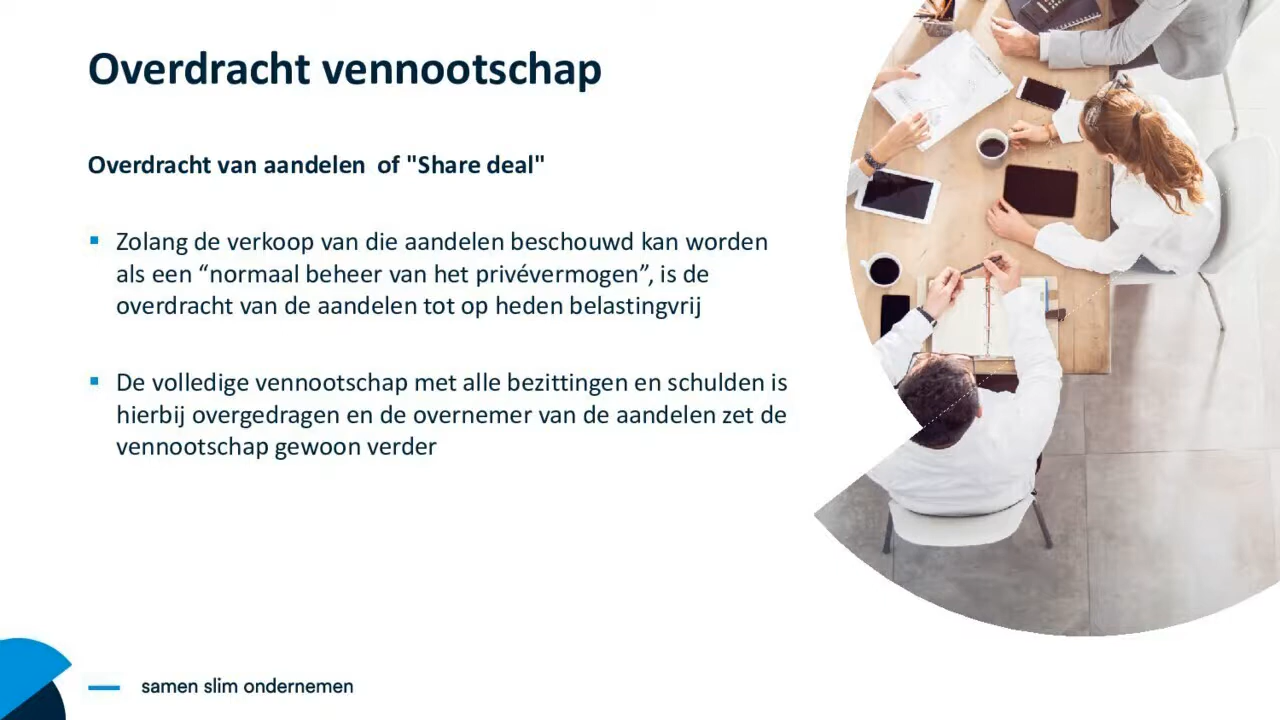 Overdracht vennootschap
Overdracht van aandelen of "Share deal"
▪ Zolang de verkoop van die aandelen beschouwd kan worden
als een “normaal beheer van het privévermogen”, is de
overdracht van de aandelen tot op heden belastingvrij
▪ De volledige vennootschap met alle bezittingen en schulden is
hierbij overgedragen en de overnemer van de aandelen zet de
vennootschap gewoon verder
samen slim ondernemen